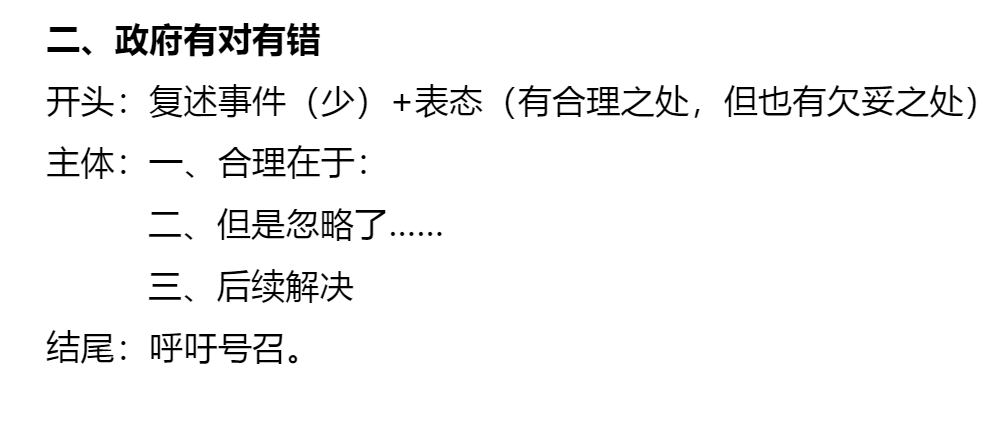 二、政府有对有错
开头：复述事件（少）+表态（有合理之处，但也有欠妥之处）
主体：一、合理在于：
二、但是忽略了……
三、后续解决
结尾：呼吁号召。